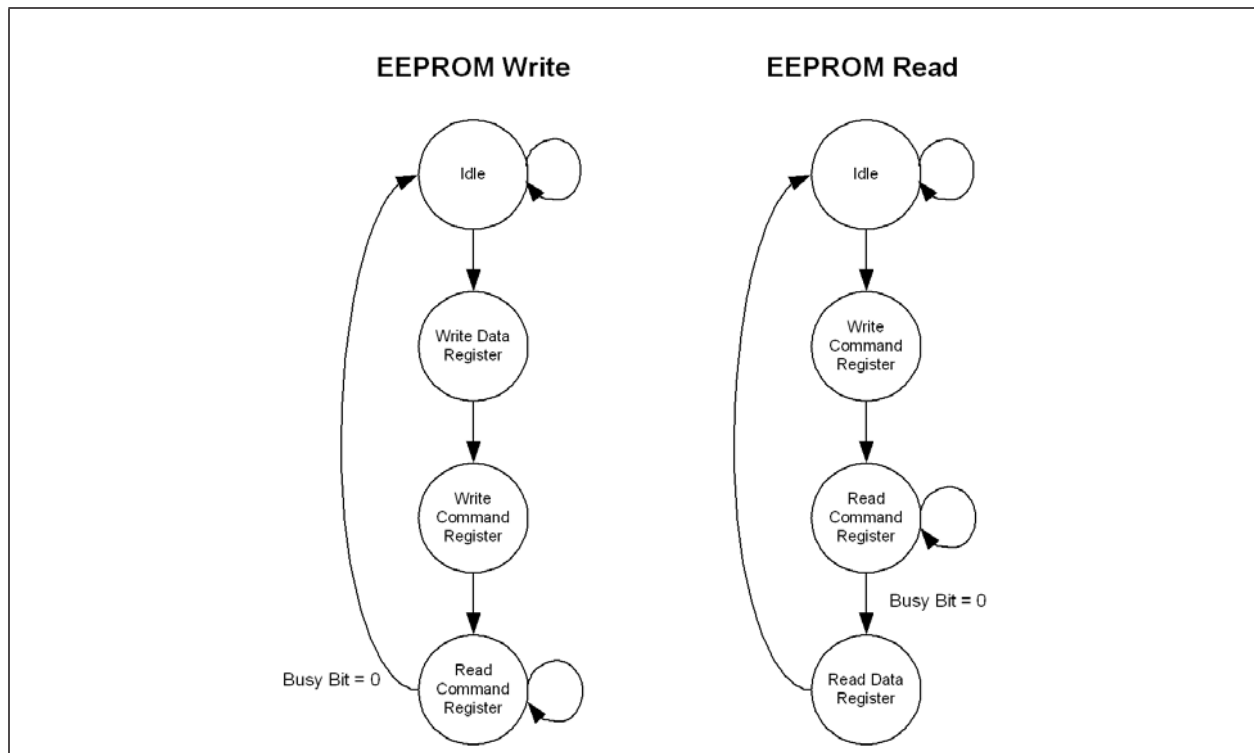 EEPROM Write
Idle
Write Data
Register
Write
Command
Register
Read
Command
Register
Busy Bit = 0
EEPROM Read
Idle
Write
Command
Register
Read
Command
Register
Busy Bit = 0
Read Data
Register